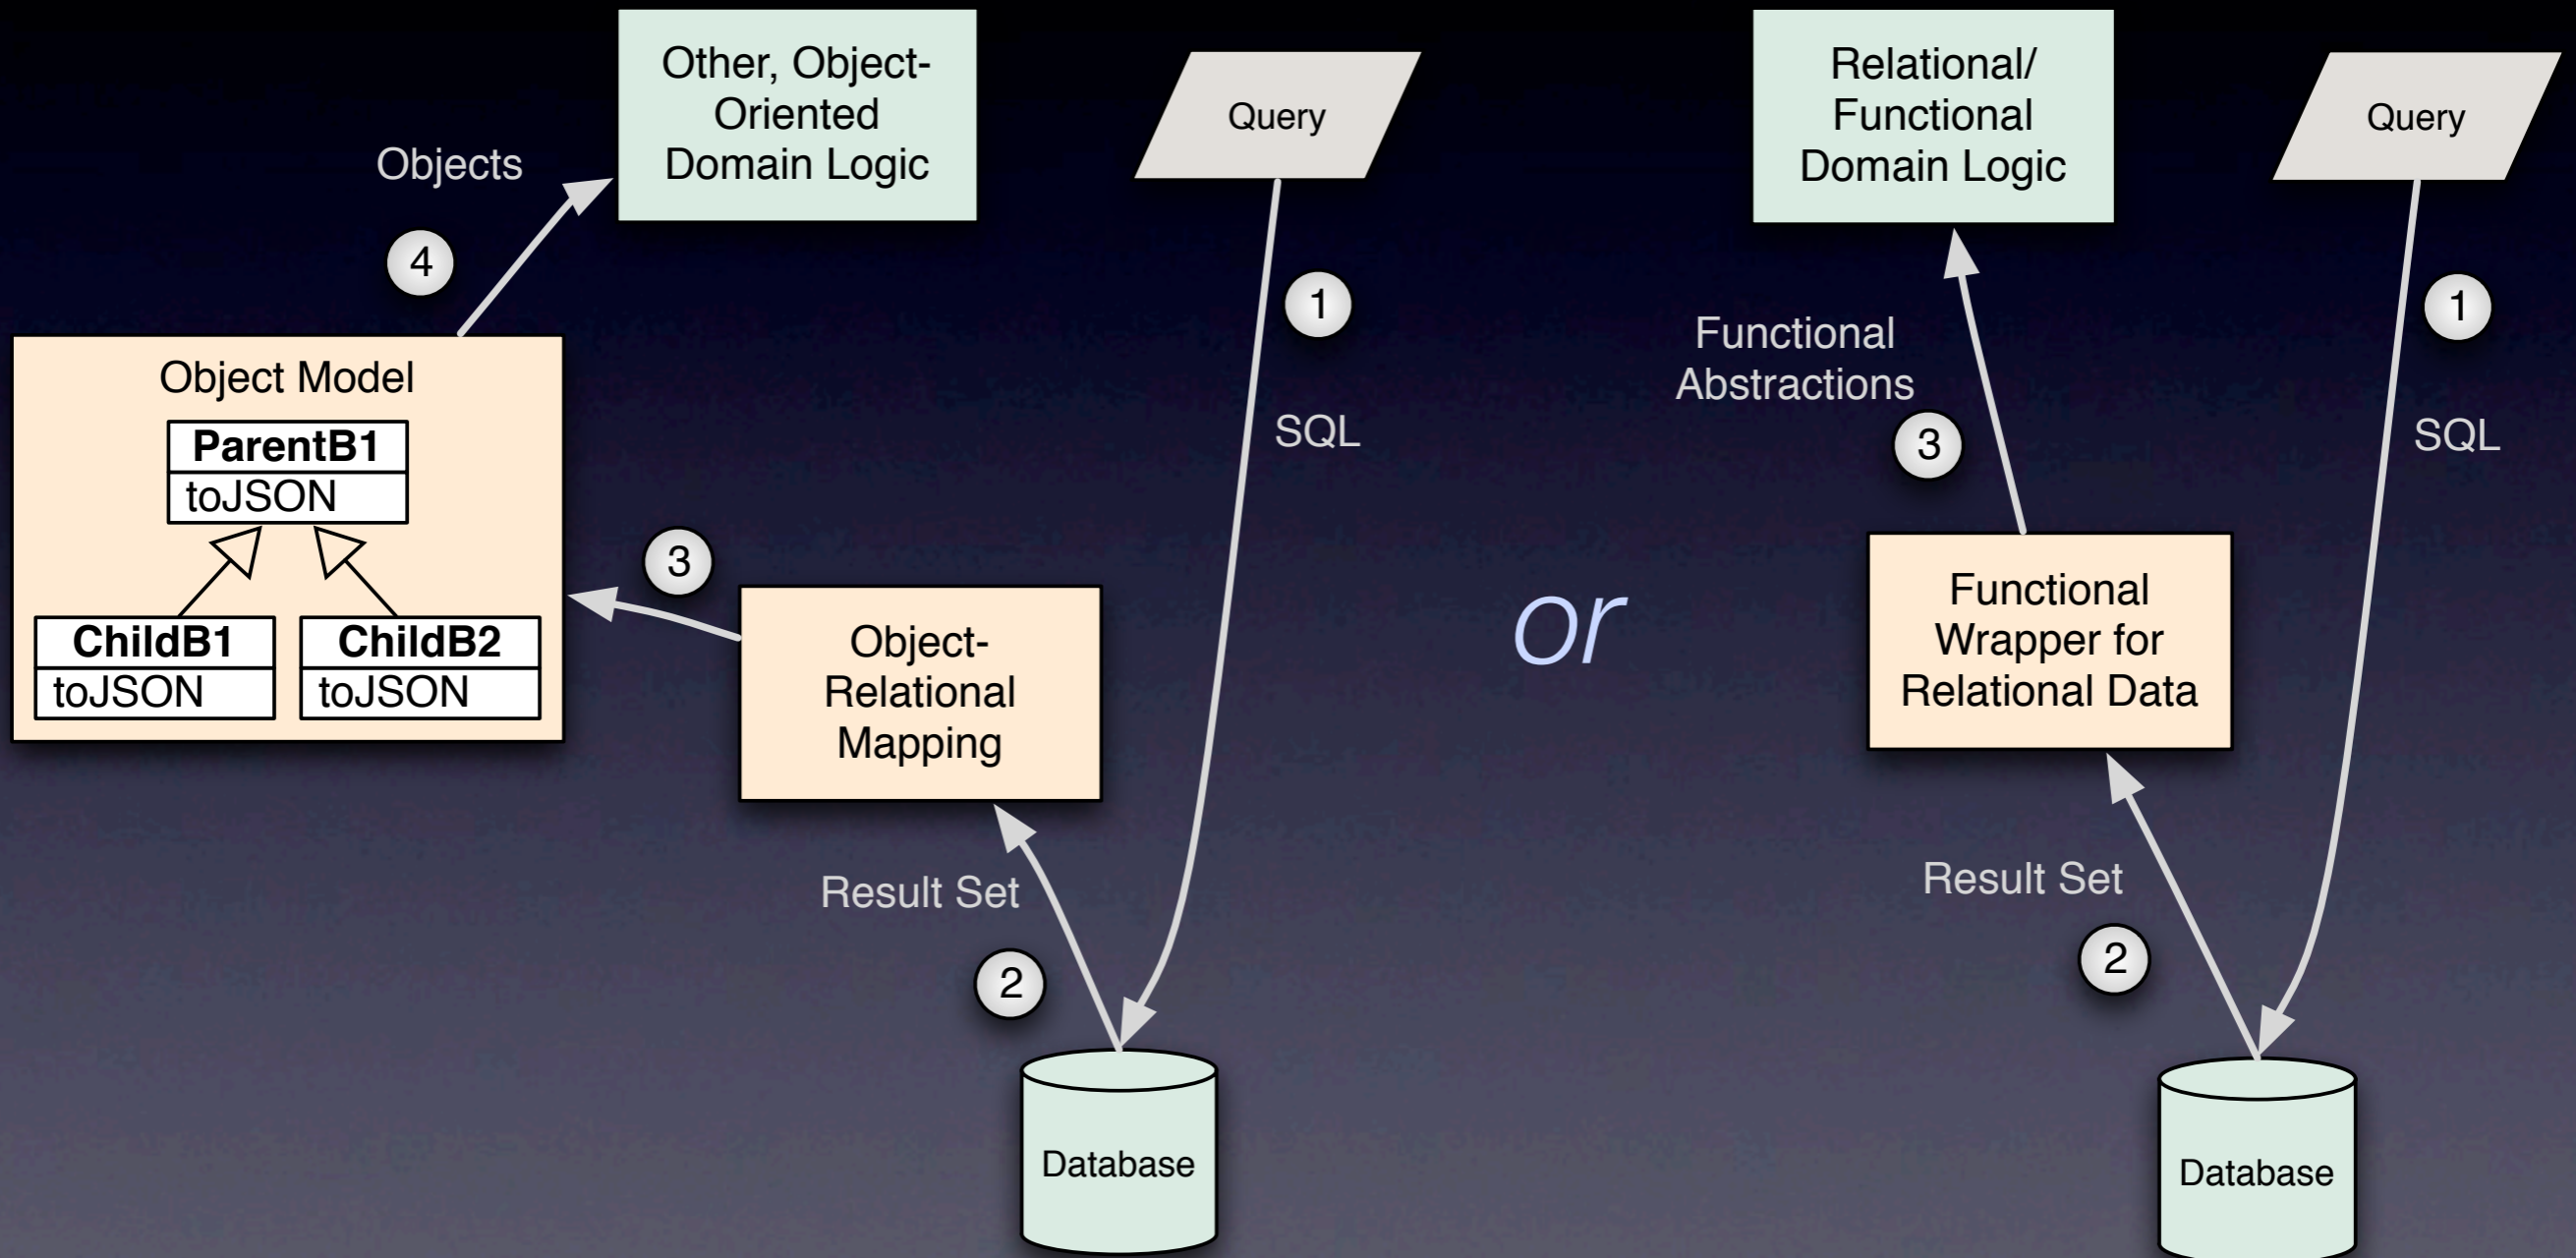 Other, Object-
Oriented
Domain Logic
Query
Objects
4
1
SQL
Object Model
ParentB1
toJSON
ChildB1
toJSON
ChildB2
toJSON
3
Object-
Relational
Mapping
Result Set
2
Database
or
Relational/
Functional
Domain Logic
Query
1
SQL
Functional
Abstractions
3
Functional
Wrapper for
Relational Data
Result Set
2
Database